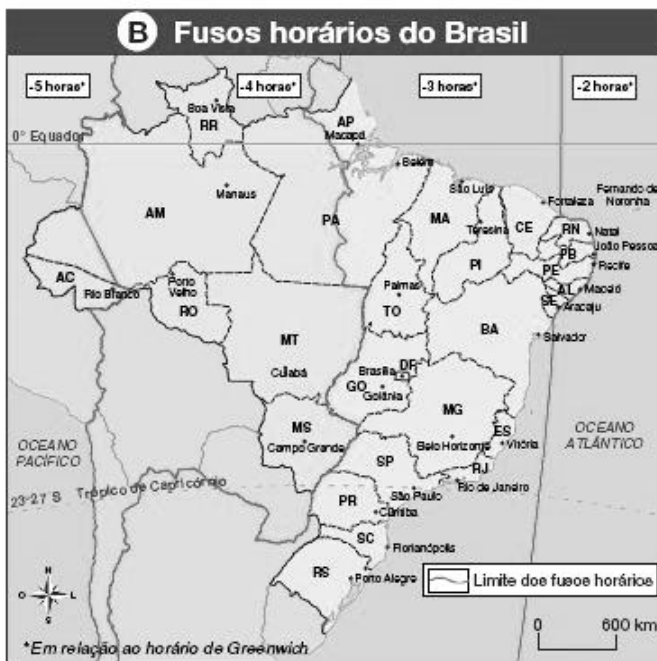 B Fusos horários do Brasil
-5 horas*
-4 horas*
-3 horas*
-2 horas*
Boa Vista
RR
AP
Macapá
0° Equador
Belém
São Luís
Fortaleza
Fernando de Noronha
Manaus
AM
PA
MA
Teresina
CE
RN
Natal
João Pessoa
PB
PI
PE
Recife
AC
Rio Branco
Porto Velho
RO
Palmas
TO
AL
Maceió
SE
Aracaju
BA
Salvador
MT
Cuiabá
DF
Brasília
GO
Goiânia
MG
ES
Belo Horizonte
Vitória
MS
Campo Grande
OCEANO PACÍFICO
OCEANO ATLÂNTICO
SP
RJ
Rio de Janeiro
São Paulo
23-27 S Trópico de Capricórnio
PR
Curitiba
SC
Florianópolis
RS
Porto Alegre
N
O
L
S
Limite dos fusos horários
0 600 km
*Em relação ao horário de Greenwich